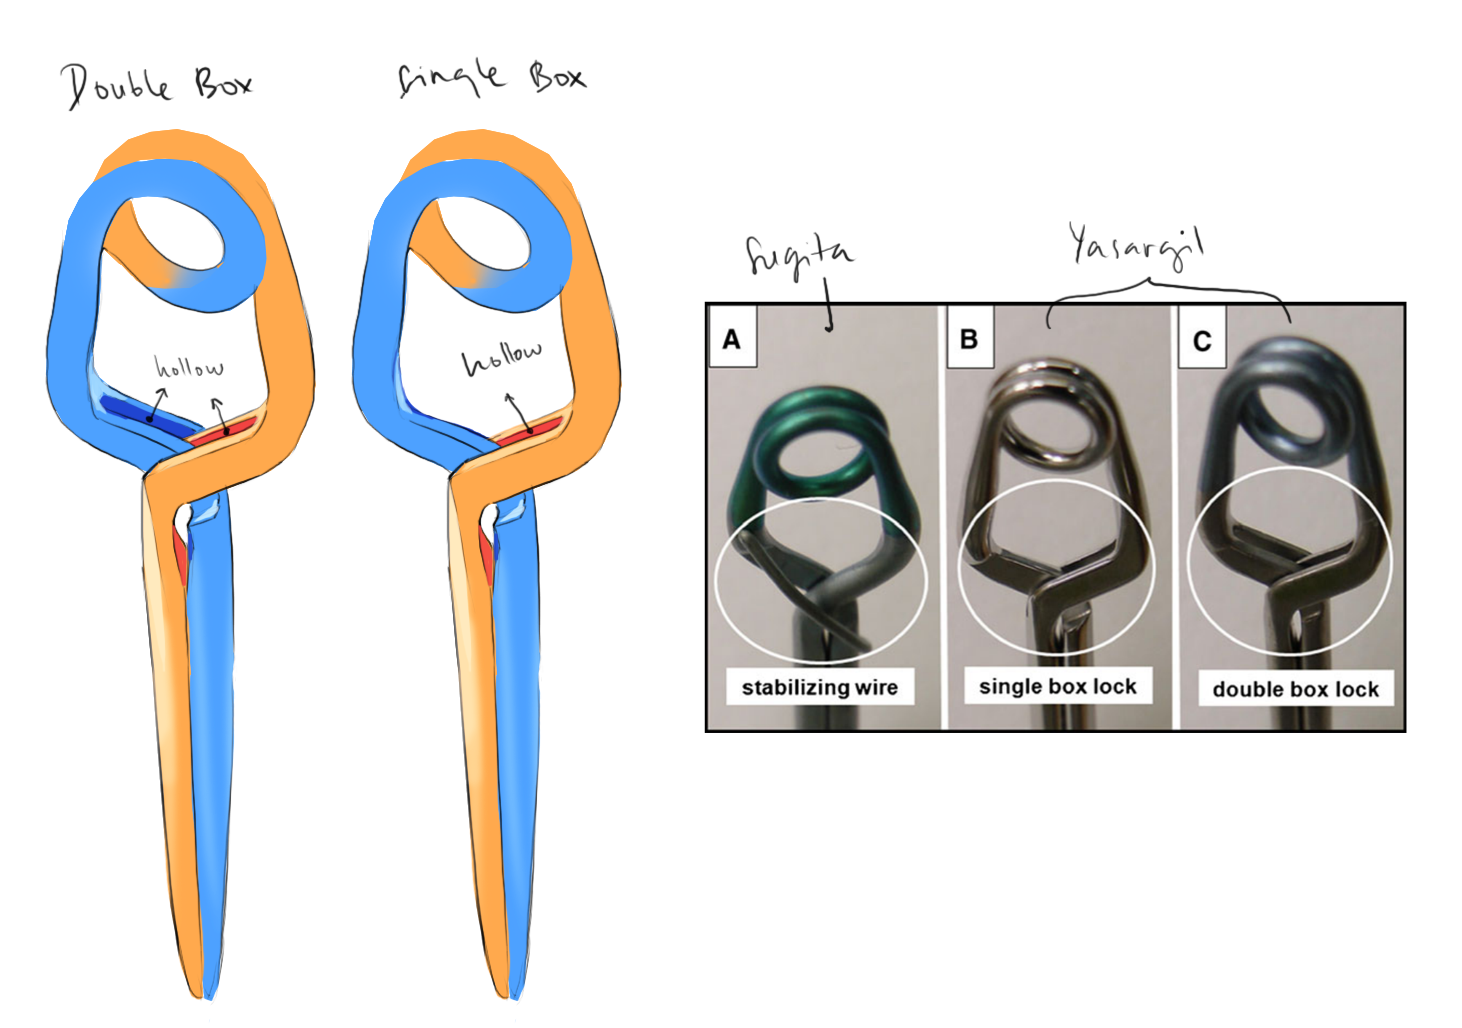 Double Box
Single Box
hollow
hollow
Sugita
Yasargil
A
B
C
stabilizing wire
single box lock
double box lock